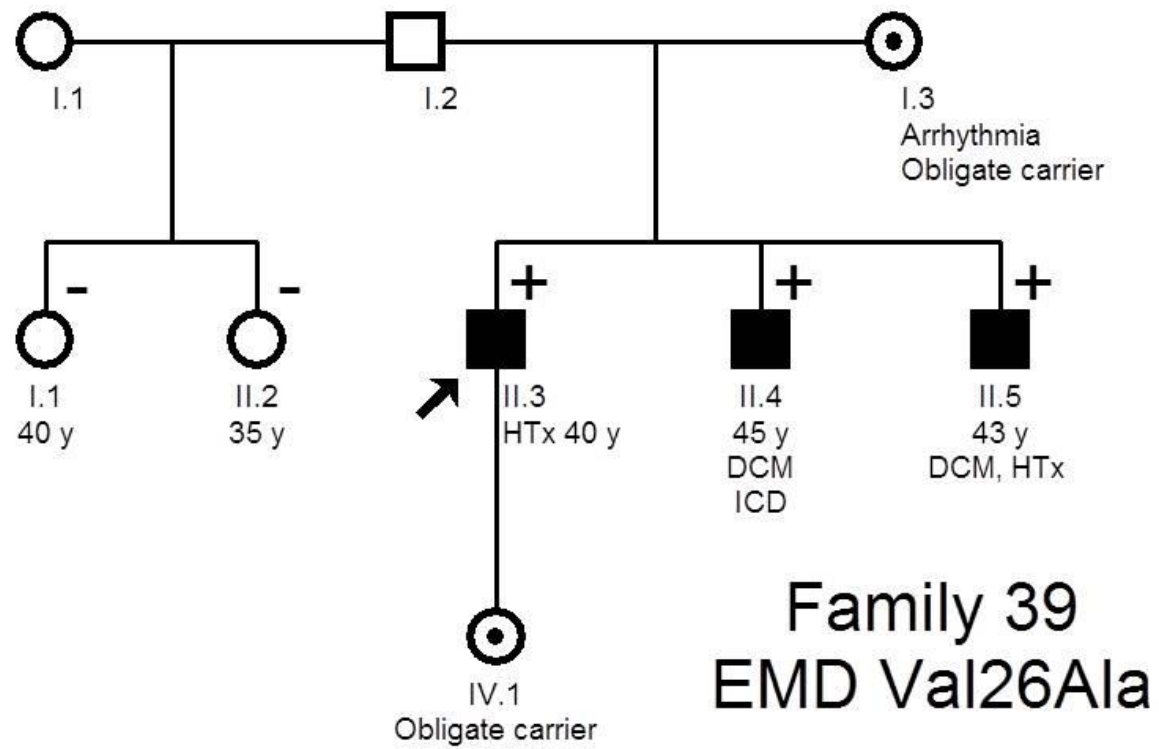 I.1
I.2
I.3
Arrhythmia
Obligate carrier
-
-
+
+
+
I.1
40 y
II.2
35 y
II.3
HTx 40 y
II.4
45 y
DCM
ICD
II.5
43 y
DCM, HTx
IV.1
Obligate carrier
Family 39
EMD Val26Ala